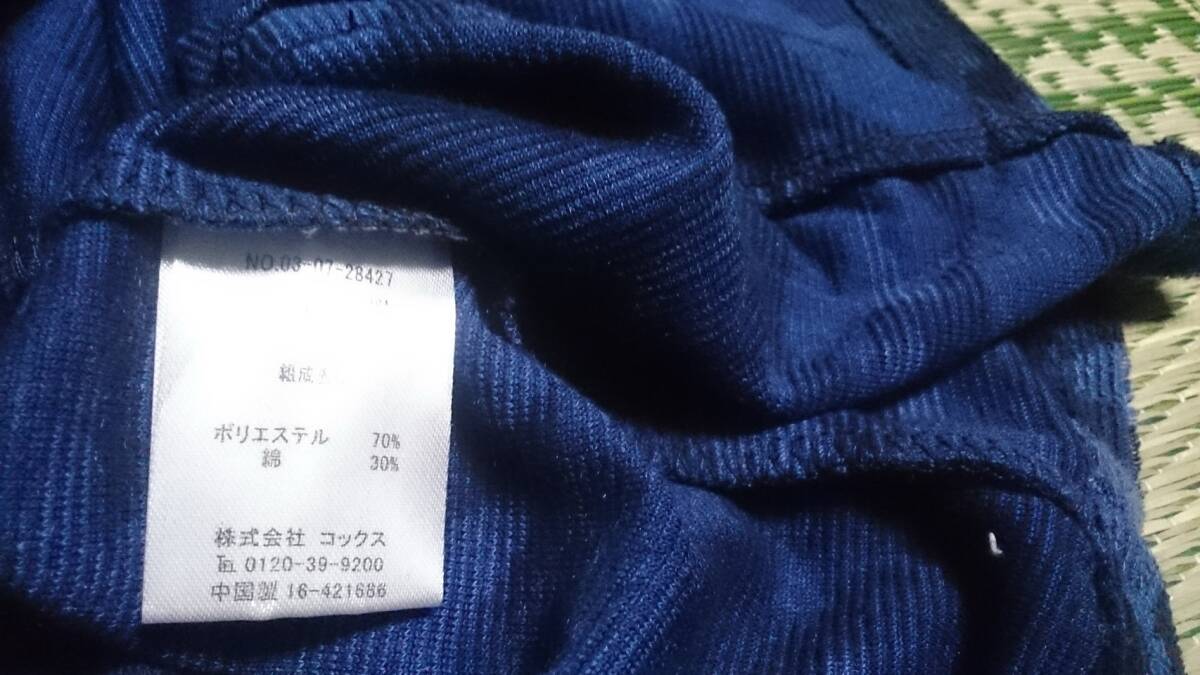 NO.03-07-28427
組成
ポリエステル 70%
綿 30%
株式会社 コックス
TEL 0120-39-9200
中国製 16-421686